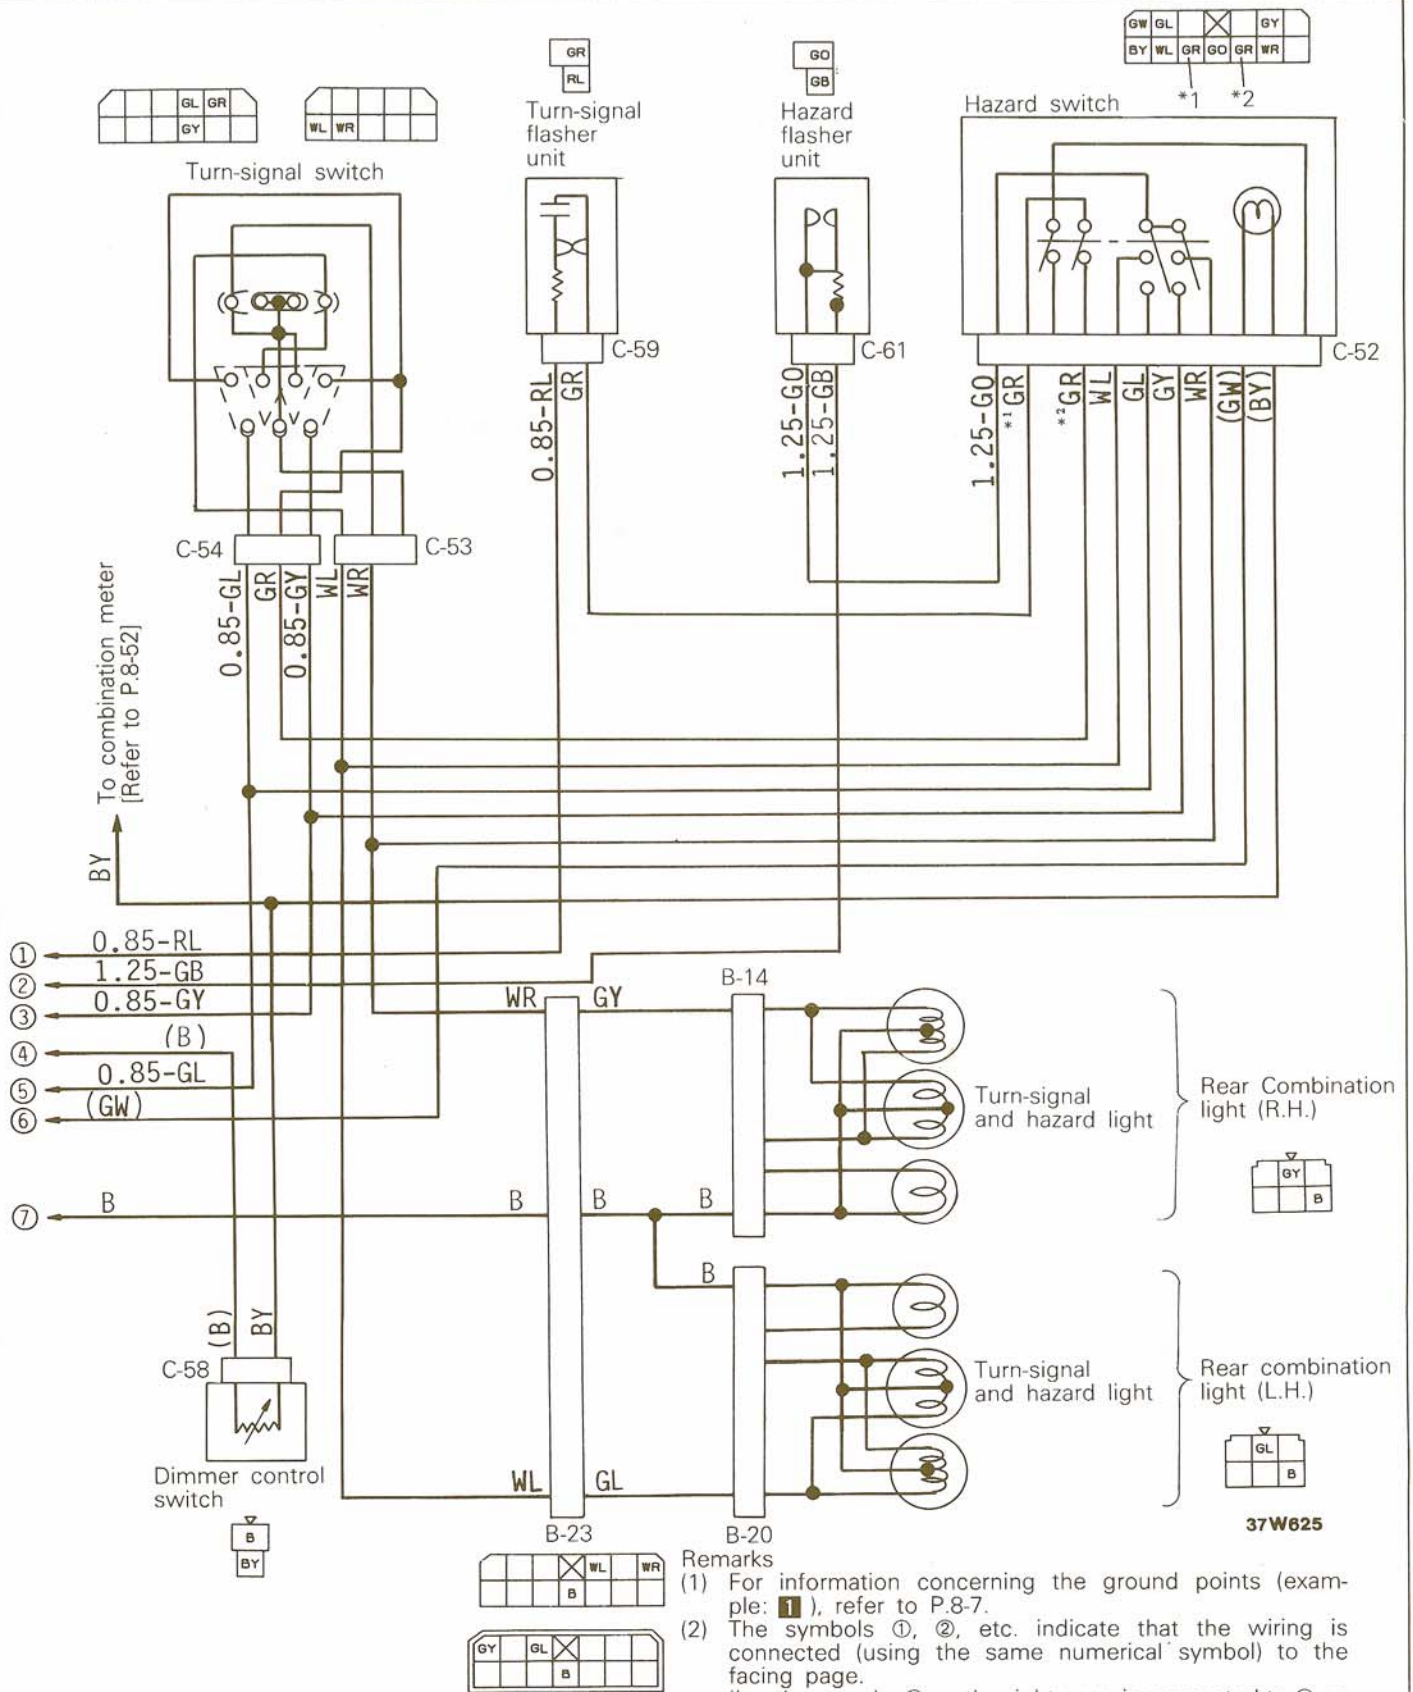 GW GL GY
BY WL GR GO GR WR
*1 *2
GR
RL
GO
GB
GL GR
GY
WL WR
Turn-signal switch
Turn-signal
flasher
unit
Hazard
flasher
unit
Hazard switch
C-59
C-61
C-52
0.85-RL
GR
1.25-GO
1.25-GB
1.25-GO
*1GR
*2GR
WL
GL
GY
WR
(GW)
(BY)
C-54
C-53
0.85-GL
GR
0.85-GY
WL
WR
To combination meter
[Refer to P.8-52]
BY
① 0.85-RL
② 1.25-GB
③ 0.85-GY
④ (B)
⑤ 0.85-GL
⑥ (GW)
⑦ B
WR GY
B-14
B B B
B
Turn-signal
and hazard light
Rear Combination
light (R.H.)
GY
B
Turn-signal
and hazard light
Rear combination
light (L.H.)
GL
B
(B)
BY
C-58
Dimmer control
switch
B
BY
WL GL
B-23
B-20
37W625
WL WR
B
GY GL
B
Remarks
(1) For information concerning the ground points (exam-
ple: 1 ), refer to P.8-7.
(2) The symbols ①, ②, etc. indicate that the wiring is
connected (using the same numerical symbol) to the
facing page.